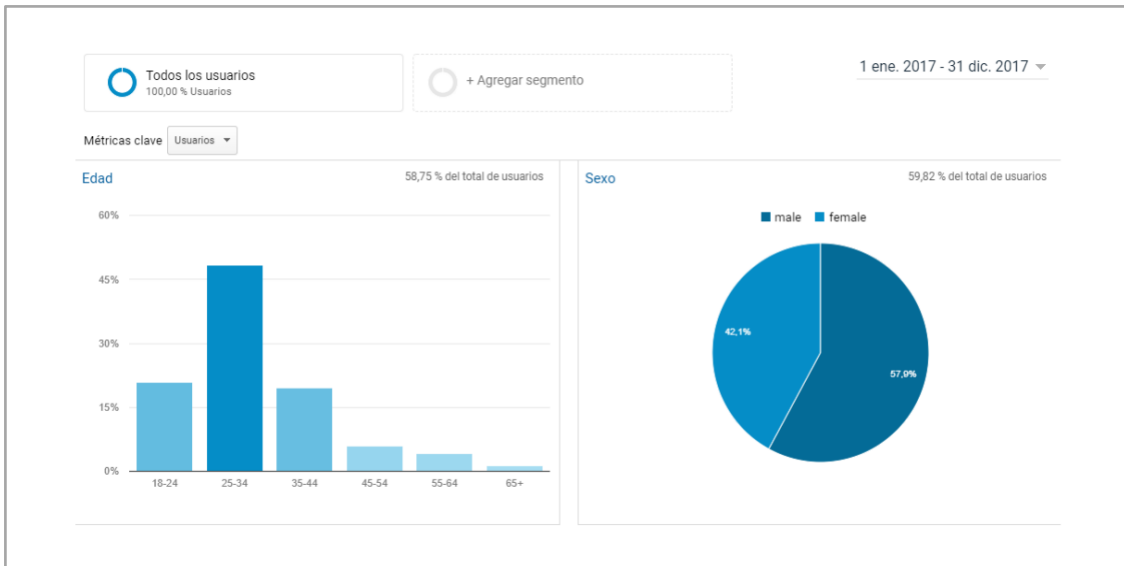 Todos los usuarios
100,00 % Usuarios
+ Agregar segmento
1 ene. 2017 - 31 dic. 2017
Métricas clave Usuarios
Edad
58,75 % del total de usuarios
60%
45%
30%
15%
0%
18-24 25-34 35-44 45-54 55-64 65+
Sexo
59,82 % del total de usuarios
male female
42,1%
57,9%